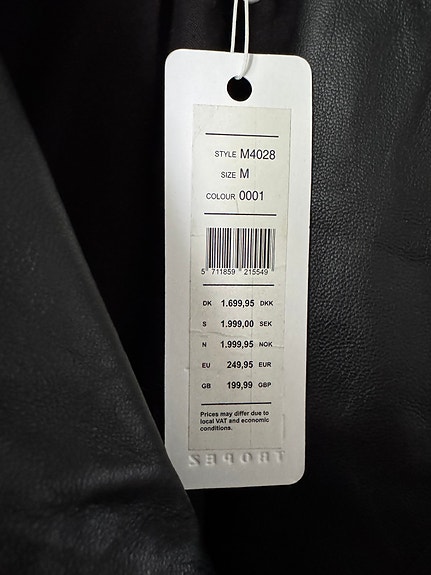 STYLE M4028
SIZE M
COLOUR 0001
5 711859 215549
DK 1.699,95 DKK
S 1.999,00 SEK
N 1.999,95 NOK
EU 249,95 EUR
GB 199,99 GBP
Prices may differ due to
local VAT and economic
conditions.